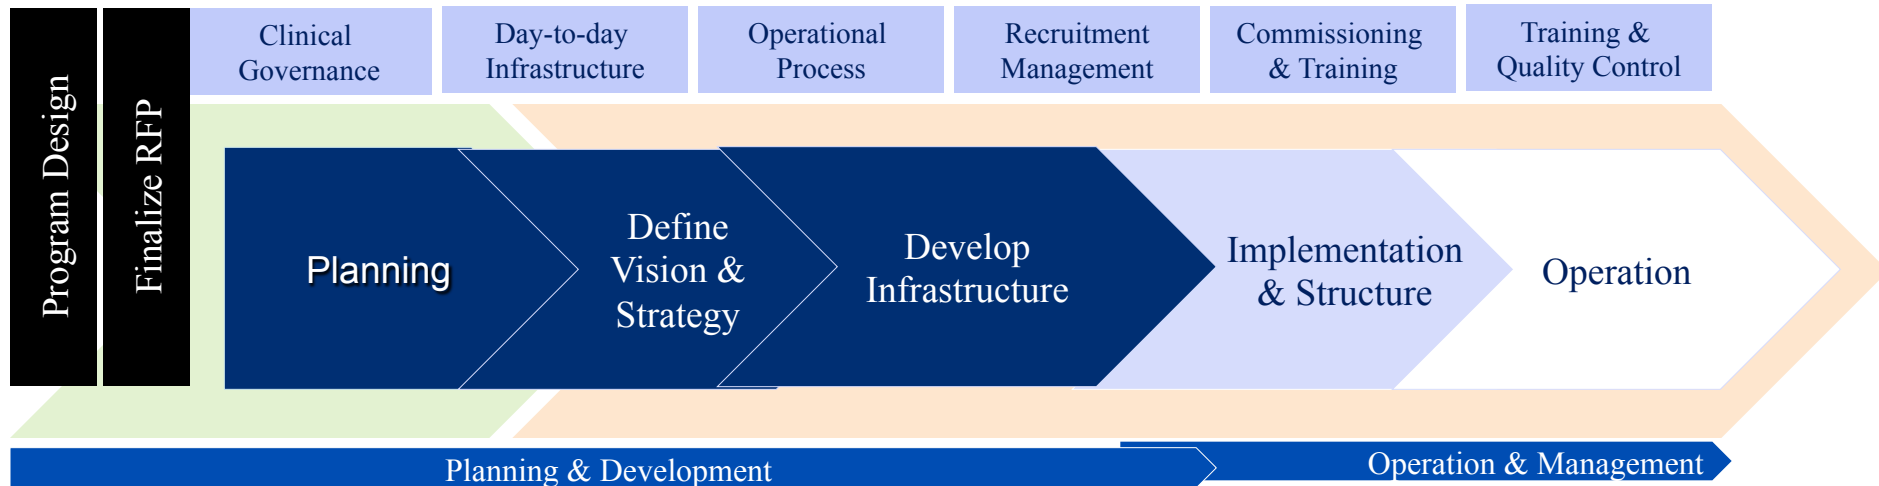 Program Design
Finalize RFP
Clinical
Governance
Day-to-day
Infrastructure
Operational
Process
Recruitment
Management
Commissioning
& Training
Training &
Quality Control
Planning
Define
Vision &
Strategy
Develop
Infrastructure
Implementation
& Structure
Operation
Planning & Development
Operation & Management